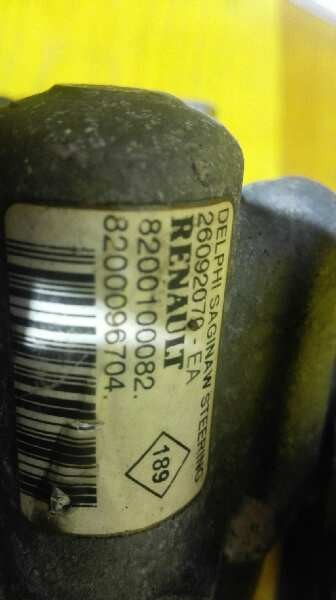 DELPHI SAGINAW STEERING
26092079-EA
RENAULT
8200100082.
8200096704.
189